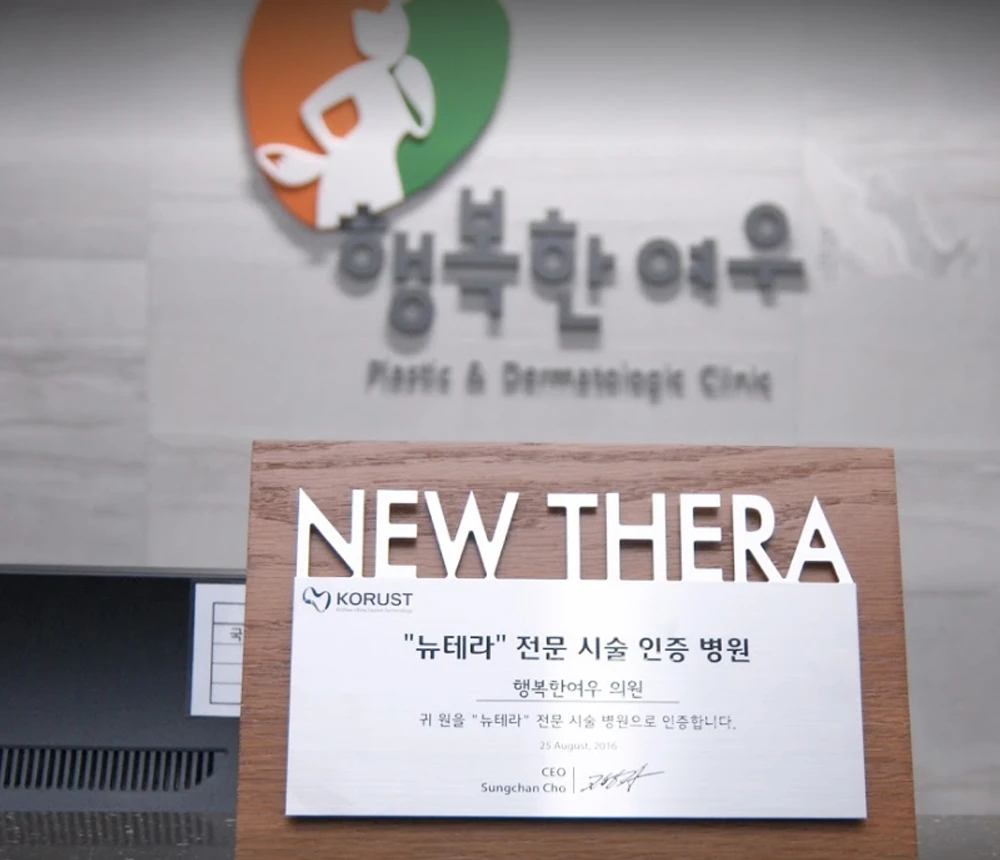 행복한여우
Plastic & Dermatologic Clinic
NEW THERA
KORUST
"뉴테라" 전문 시술 인증 병원
행복한여우 의원
귀 원을 "뉴테라" 전문 시술 병원으로 인증합니다.
25 August, 2016
CEO
Sungchan Cho
국